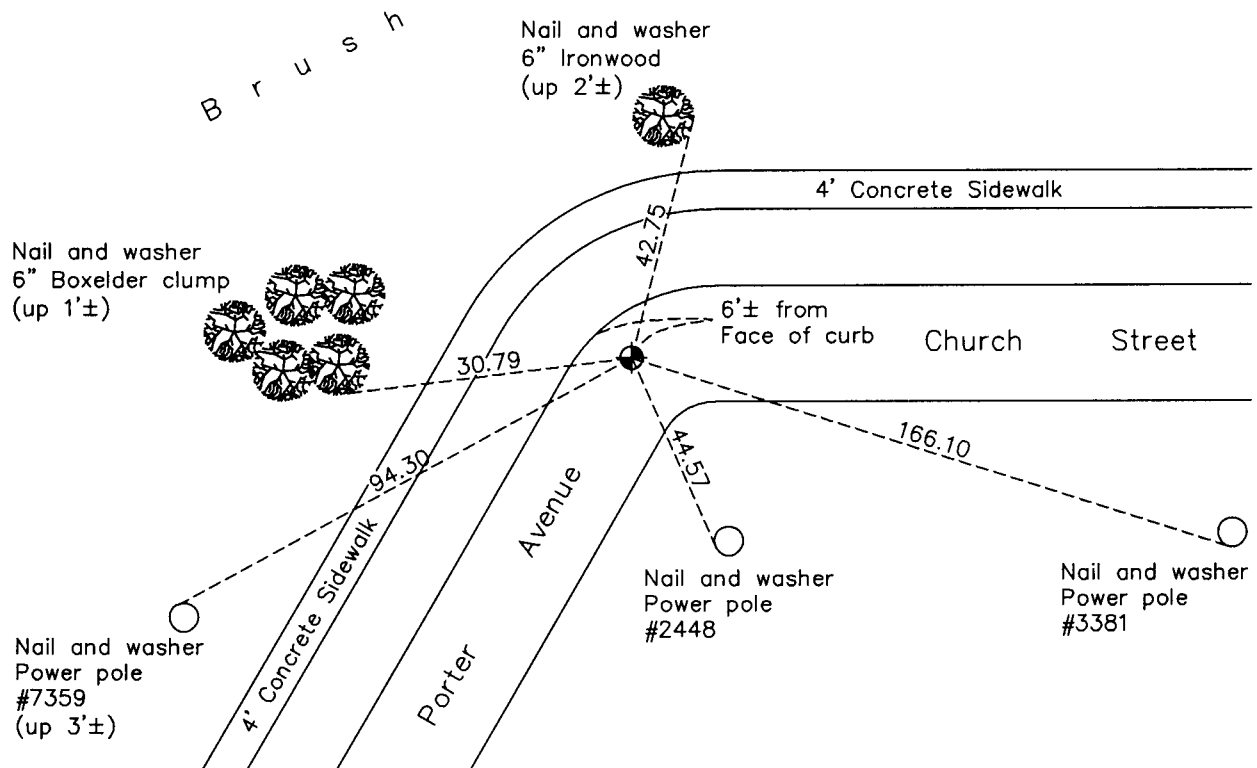 Brush
Nail and washer
6" Ironwood
(up 2'±)
4' Concrete Sidewalk
42.75
Nail and washer
6" Boxelder clump
(up 1'±)
6'± from
Face of curb
Church Street
30.79
94.30
44.57
166.10
Porter Avenue
4' Concrete Sidewalk
Nail and washer
Power pole
#7359
(up 3'±)
Nail and washer
Power pole
#2448
Nail and washer
Power pole
#3381